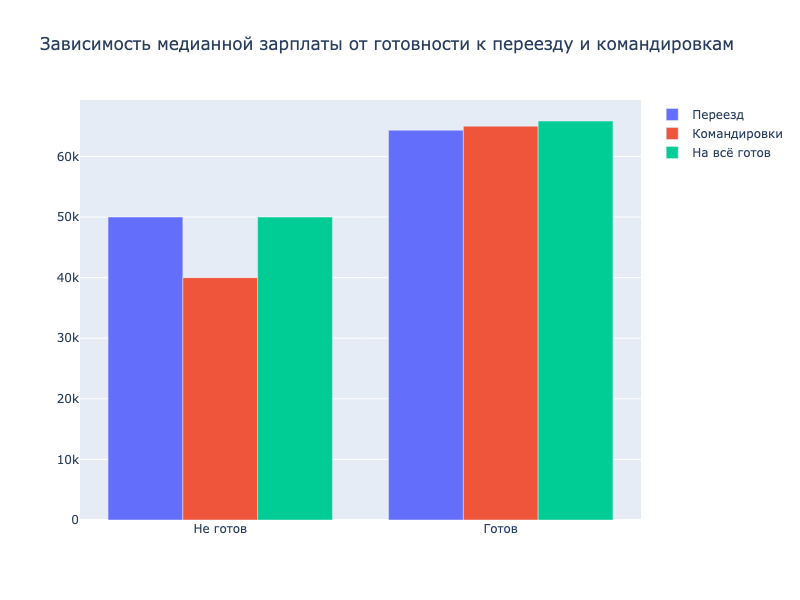 Зависимость медианной зарплаты от готовности к переезду и командировкам
Переезд
Командировки
На всё готов
60k
50k
40k
30k
20k
10k
0
Не готов
Готов